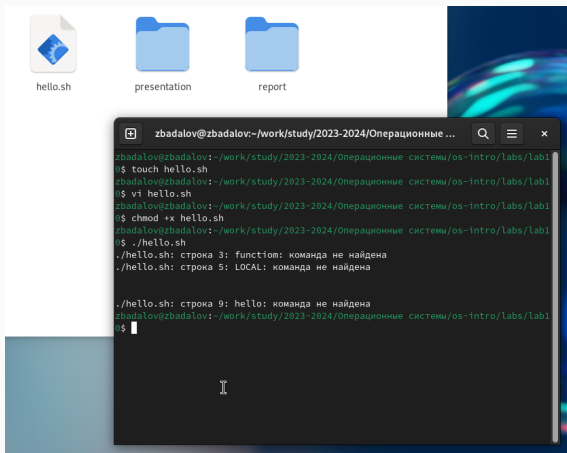 hello.sh
presentation
report
zbadalov@zbadalov:~/work/study/2023-2024/Операционные ...
zbadalov@zbadalov:~/work/study/2023-2024/Операционные системы/os-intro/labs/lab1
0$ touch hello.sh
zbadalov@zbadalov:~/work/study/2023-2024/Операционные системы/os-intro/labs/lab1
0$ vi hello.sh
zbadalov@zbadalov:~/work/study/2023-2024/Операционные системы/os-intro/labs/lab1
0$ chmod +x hello.sh
zbadalov@zbadalov:~/work/study/2023-2024/Операционные системы/os-intro/labs/lab1
0$ ./hello.sh
./hello.sh: строка 3: functiom: команда не найдена
./hello.sh: строка 5: LOCAL: команда не найдена
./hello.sh: строка 9: hello: команда не найдена
zbadalov@zbadalov:~/work/study/2023-2024/Операционные системы/os-intro/labs/lab1
0$